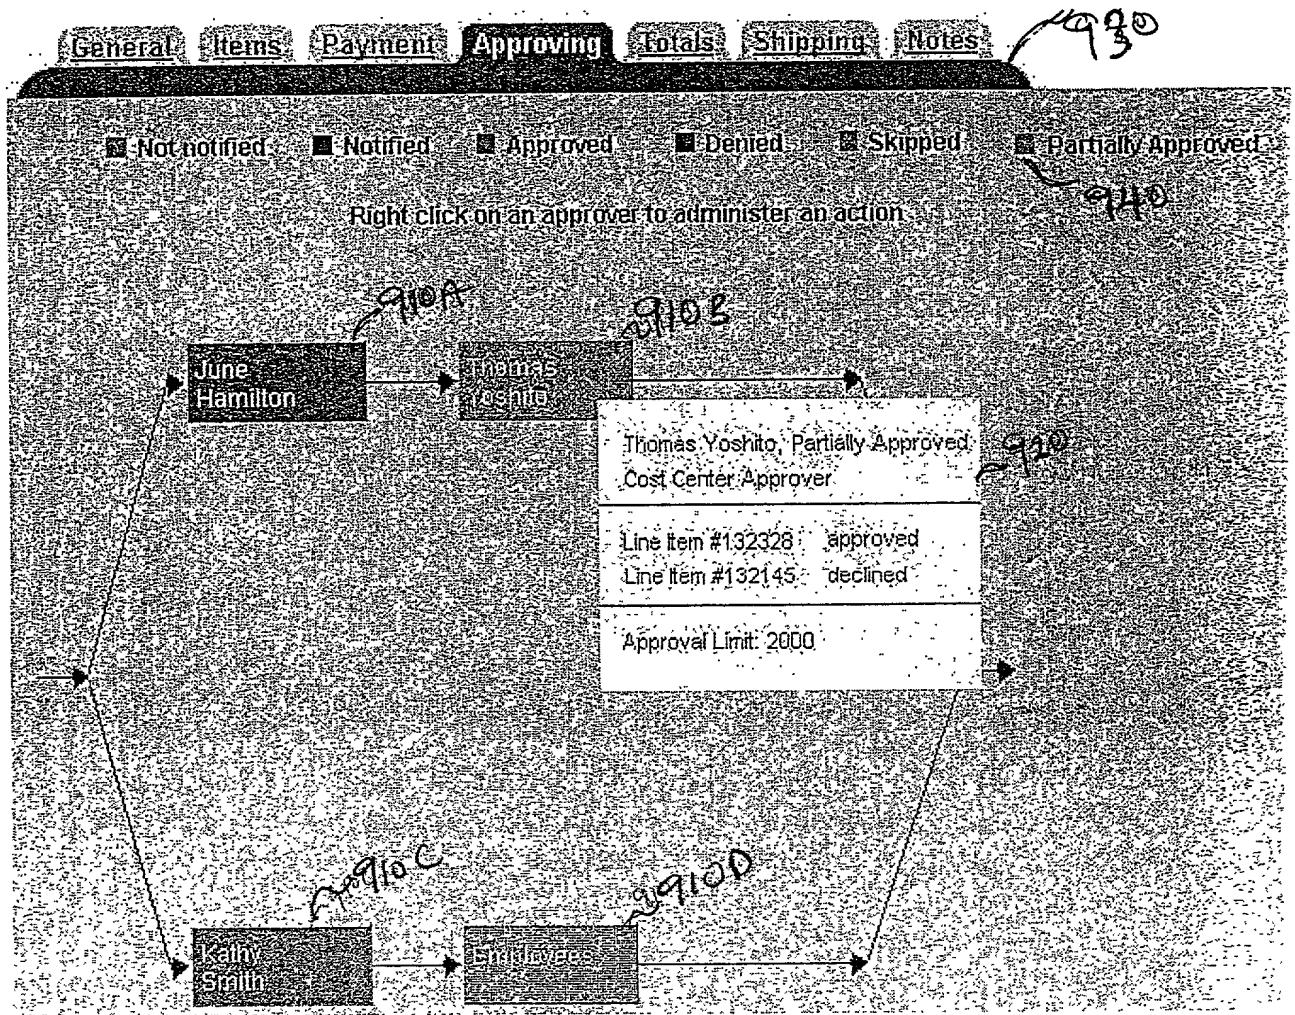 General Items Payment Approving Totals Shipping Notes
930
Not notified Notified Approved Denied Skipped Partially Approved
940
Right click on an approver to administer an action
910A
910B
June
Hamilton
Thomas
Yoshito
Thomas Yoshito, Partially Approved
920
Cost Center Approver
Line Item #132328 approved
Line Item #132145 declined
Approval Limit: 2000
910C
910D
Kathy
Smith
Employees